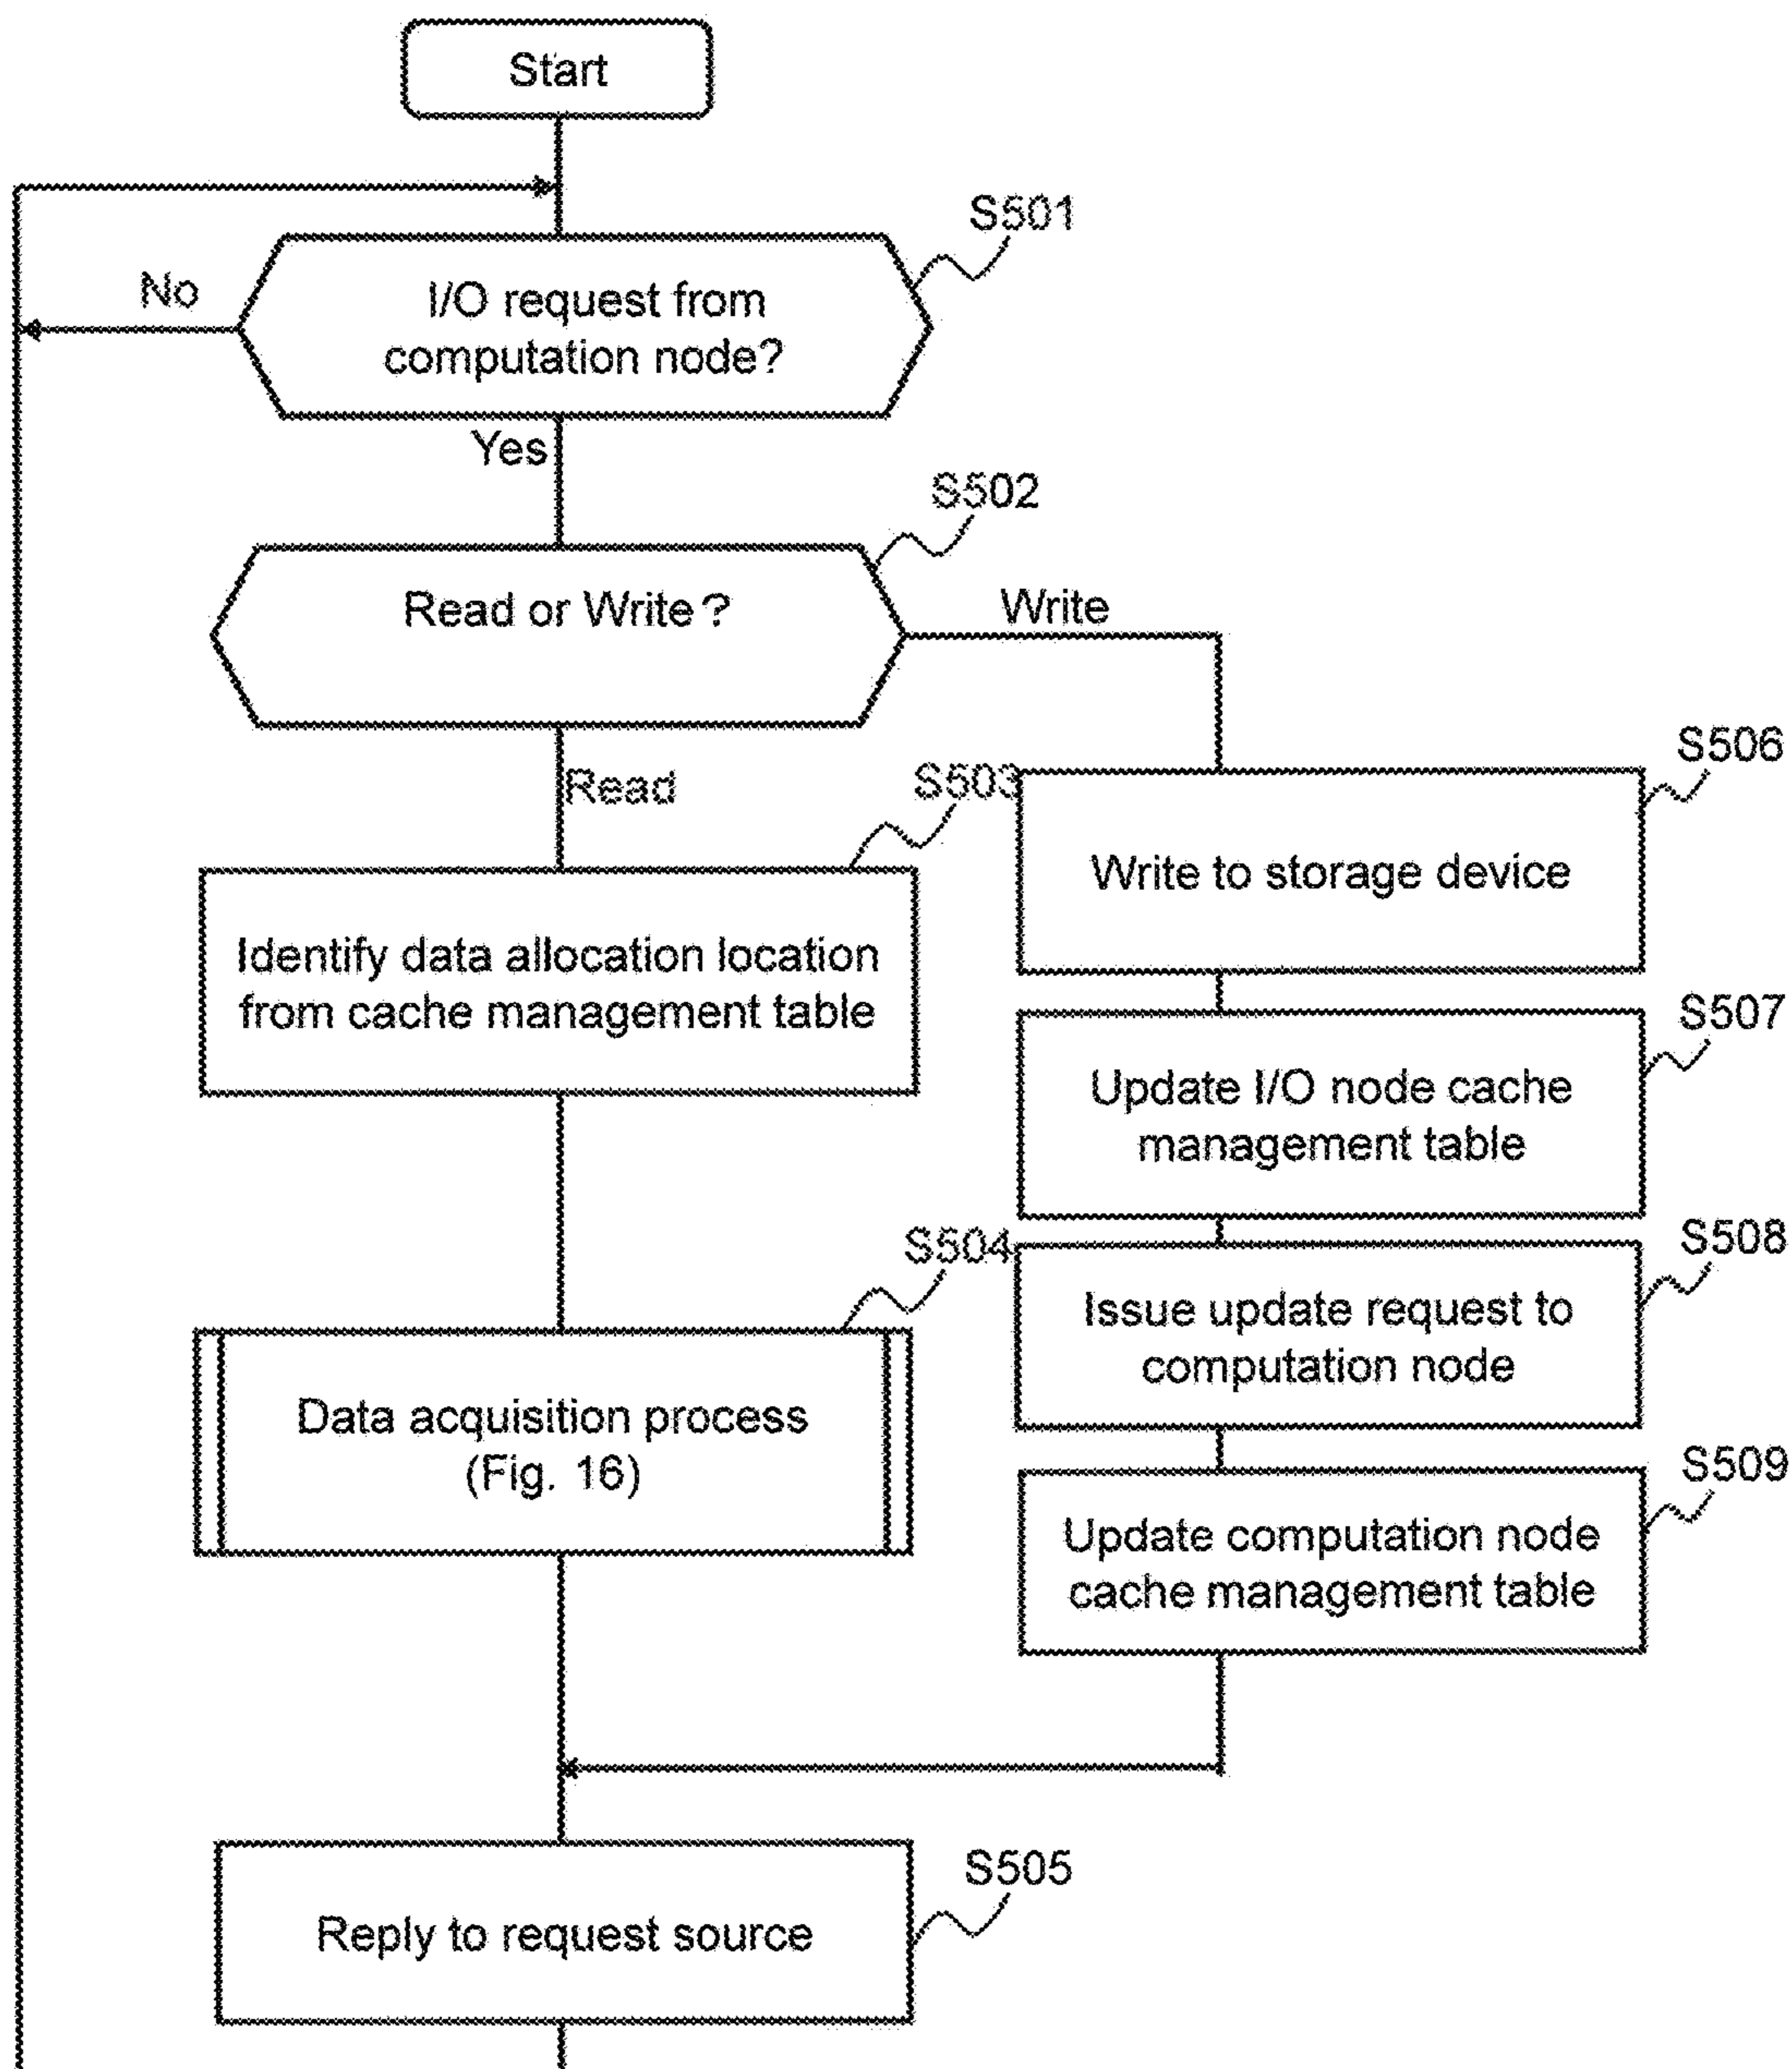 Start
S501
No
I/O request from
computation node?
Yes
S502
Read or Write?
Write
Read
S503
S506
Write to storage device
Identify data allocation location
from cache management table
S507
Update I/O node cache
management table
S504
S508
Issue update request to
computation node
Data acquisition process
(Fig. 16)
S509
Update computation node
cache management table
S505
Reply to request source